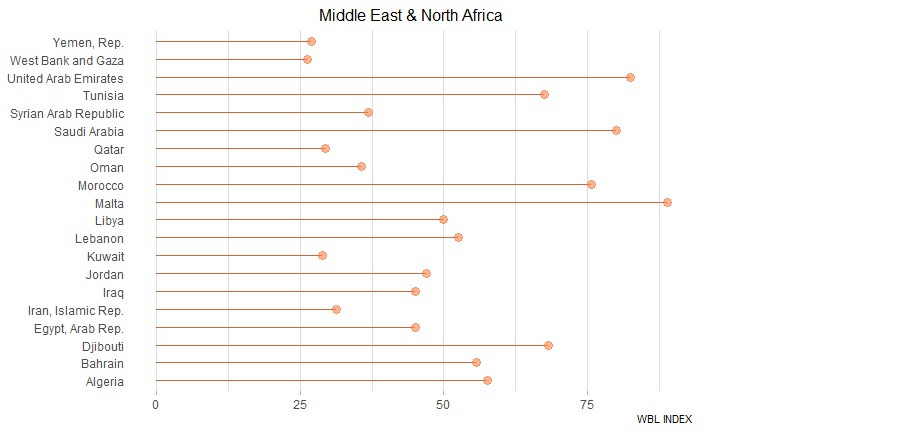 Middle East & North Africa
Yemen, Rep.
West Bank and Gaza
United Arab Emirates
Tunisia
Syrian Arab Republic
Saudi Arabia
Qatar
Oman
Morocco
Malta
Libya
Lebanon
Kuwait
Jordan
Iraq
Iran, Islamic Rep.
Egypt, Arab Rep.
Djibouti
Bahrain
Algeria
0 25 50 75
WBL INDEX